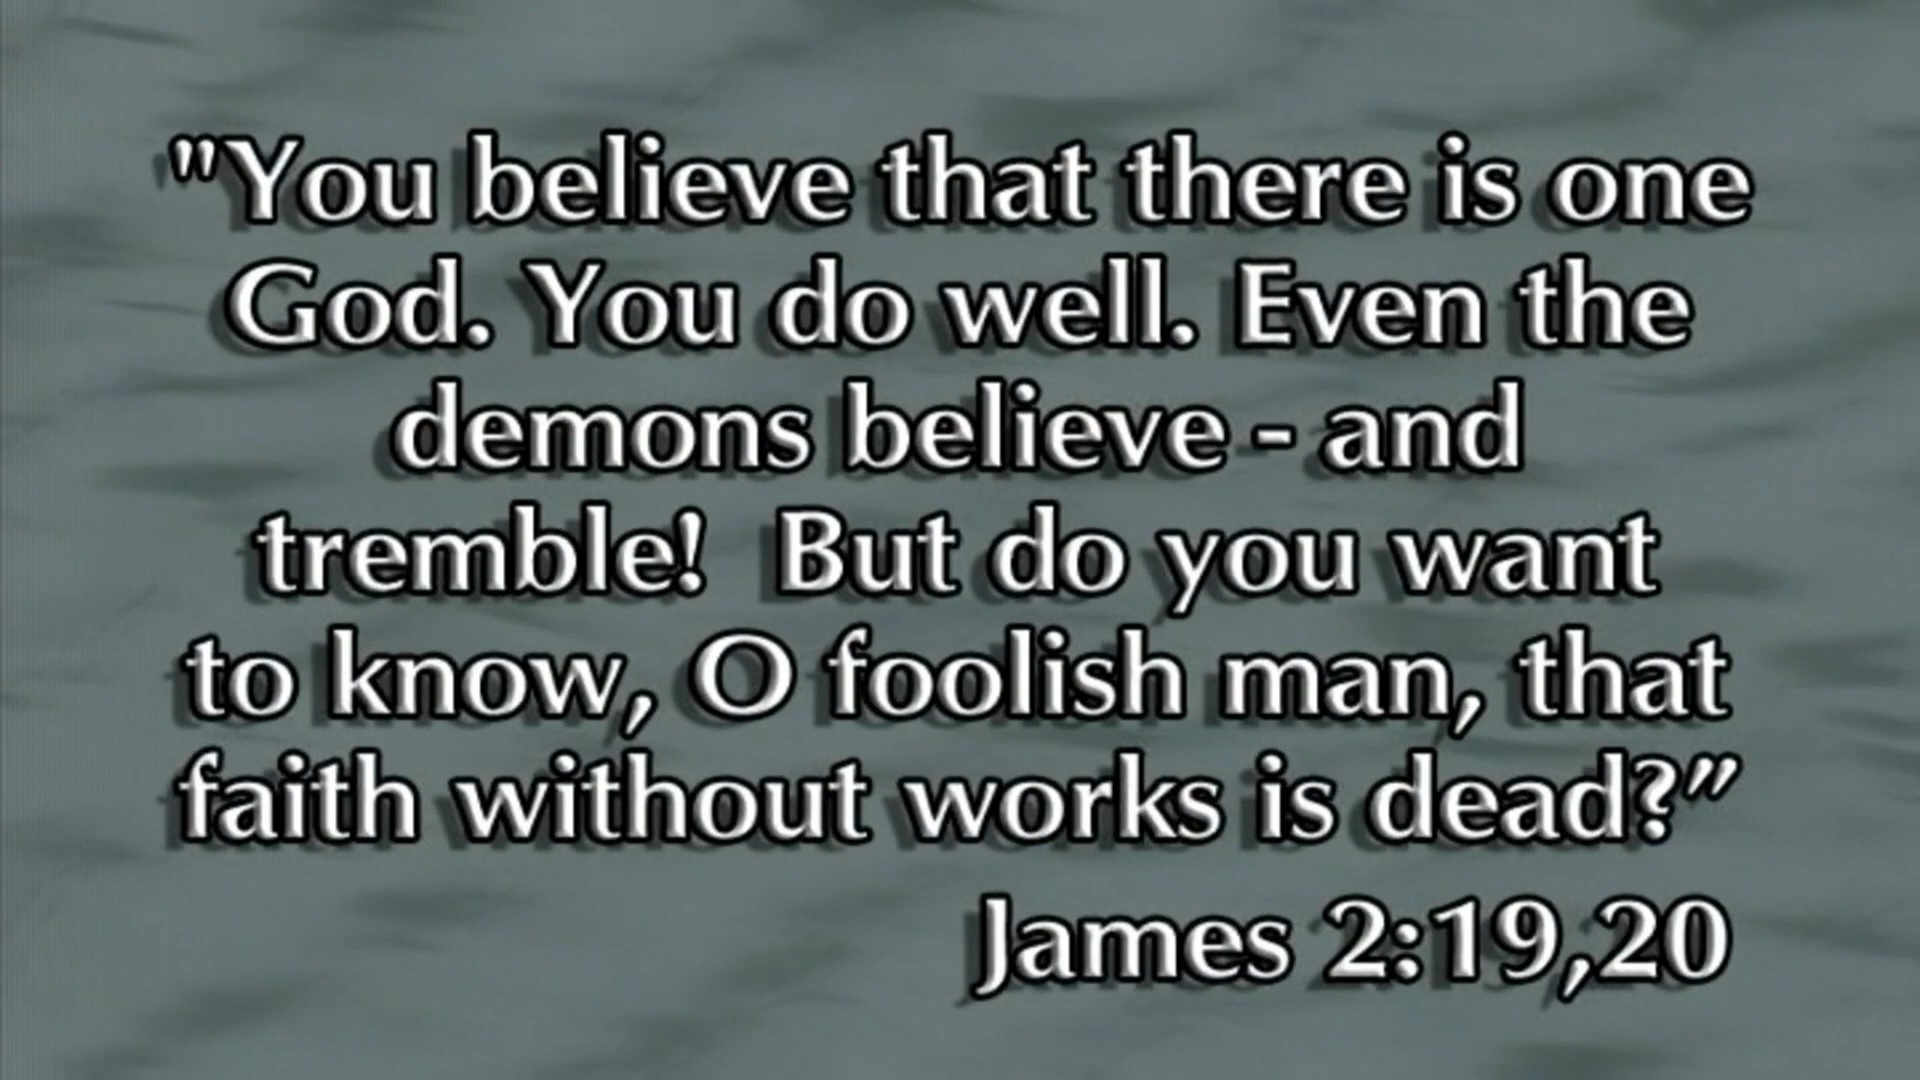 "You believe that there is one
God. You do well. Even the
demons believe - and
tremble!  But do you want
to know, O foolish man, that
faith without works is dead?”
James 2:19,20